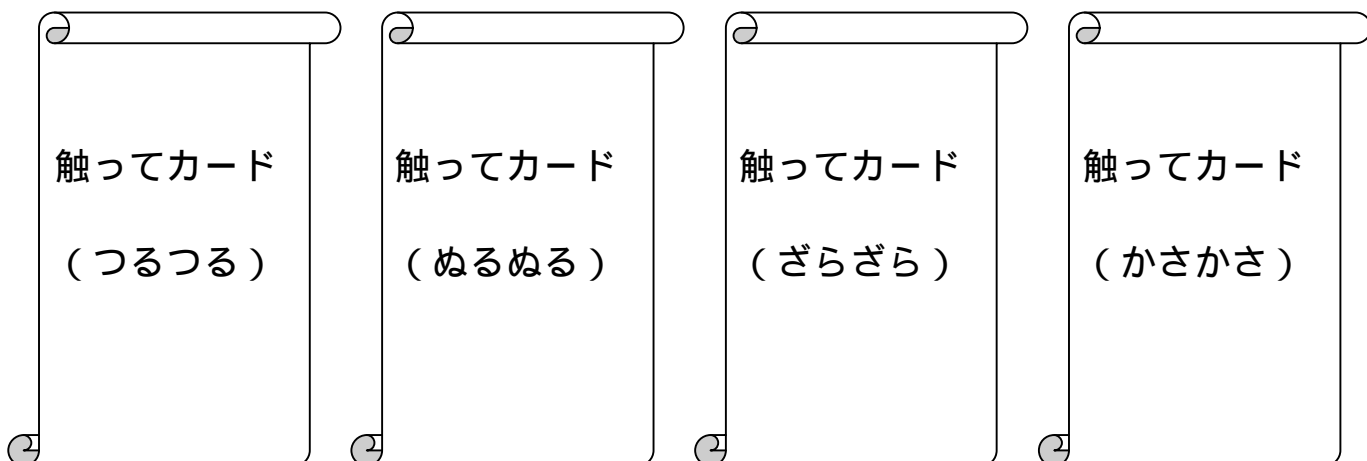 触ってカード
（つるつる）
触ってカード
（ぬるぬる）
触ってカード
（ざらざら）
触ってカード
（かさかさ）